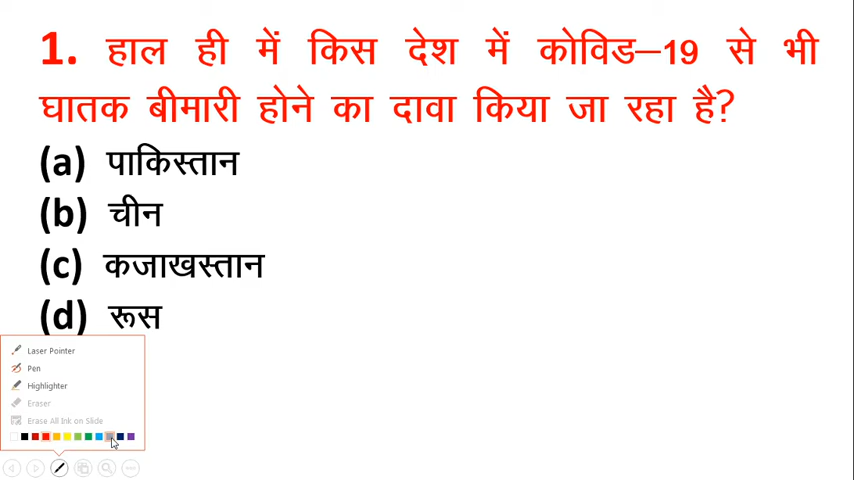 1. हाल ही में किस देश में कोविड–19 से भी
घातक बीमारी होने का दावा किया जा रहा है?
(a) पाकिस्तान
(b) चीन
(c) कजाखस्तान
(d) रूस
Laser Pointer
Pen
Highlighter
Eraser
Erase All Ink on Slide